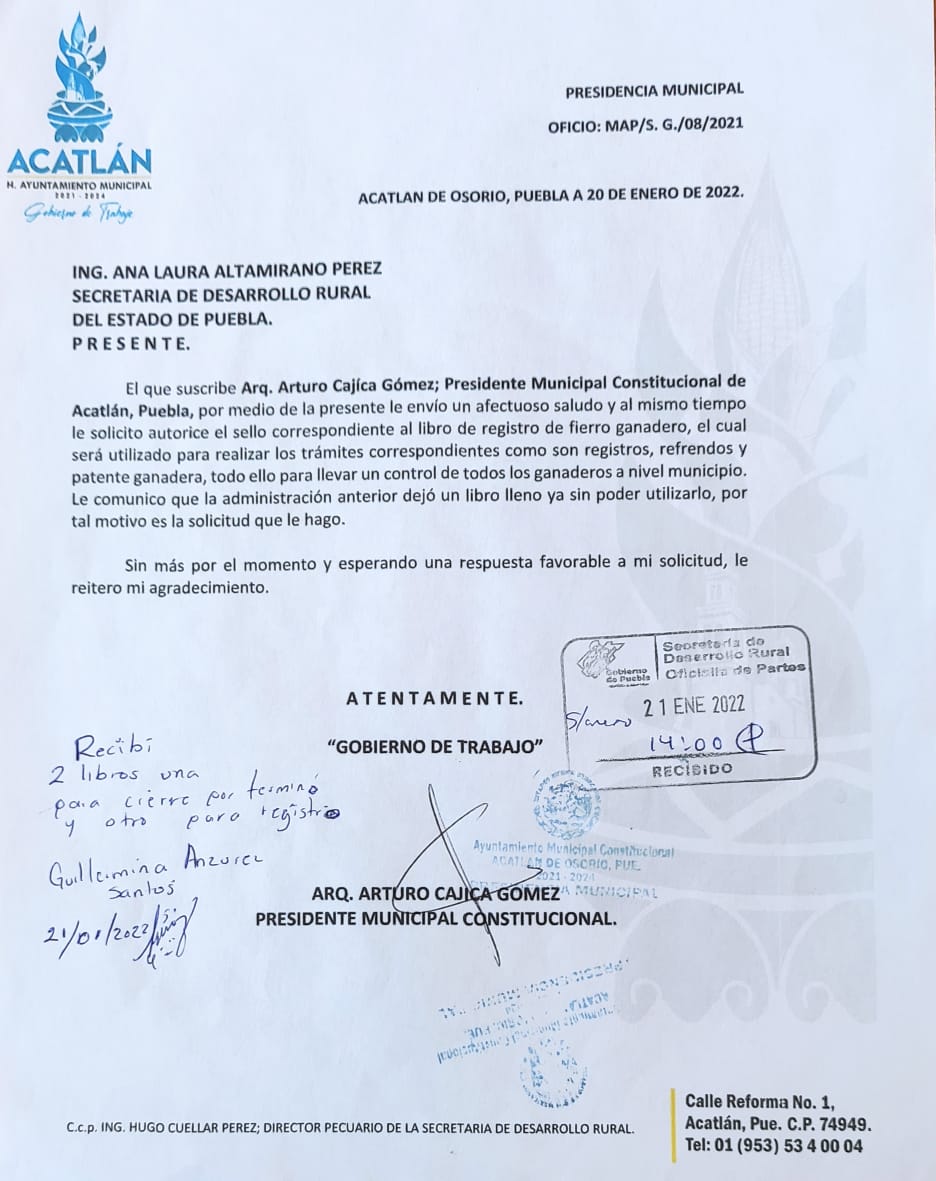 ACATLÁN
H. AYUNTAMIENTO MUNICIPAL
2021 - 2024
Gobierno de Trabajo
PRESIDENCIA MUNICIPAL
OFICIO: MAP/S. G./08/2021
ACATLAN DE OSORIO, PUEBLA A 20 DE ENERO DE 2022.
ING. ANA LAURA ALTAMIRANO PEREZ
SECRETARIA DE DESARROLLO RURAL
DEL ESTADO DE PUEBLA.
P R E S E N T E.
El que suscribe Arq. Arturo Cajíca Gómez; Presidente Municipal Constitucional de
Acatlán, Puebla, por medio de la presente le envío un afectuoso saludo y al mismo tiempo
le solicito autorice el sello correspondiente al libro de registro de fierro ganadero, el cual
será utilizado para realizar los trámites correspondientes como son registros, refrendos y
patente ganadera, todo ello para llevar un control de todos los ganaderos a nivel municipio.
Le comunico que la administración anterior dejó un libro lleno ya sin poder utilizarlo, por
tal motivo es la solicitud que le hago.
Sin más por el momento y esperando una respuesta favorable a mi solicitud, le
reitero mi agradecimiento.
Gobierno
de Puebla
Secretaría de
Desarrollo Rural
Oficialía de Partes
21 ENE 2022
S/anexo
14:00
RECIBIDO
A T E N T A M E N T E.
"GOBIERNO DE TRABAJO"
Recibí
2 libros una
para cierre por terminó
y otro para registro
Guillermina Anzurez
Santos
21/01/2022
Ayuntamiento Municipal Constitucional
ACATLAN DE OSORIO, PUE.
2021 - 2024
PRESIDENCIA MUNICIPAL
ARQ. ARTURO CAJICA GÓMEZ
PRESIDENTE MUNICIPAL CONSTITUCIONAL.
PRESIDENCIA MUNICIPAL
C.c.p. ING. HUGO CUELLAR PEREZ; DIRECTOR PECUARIO DE LA SECRETARIA DE DESARROLLO RURAL.
Calle Reforma No. 1,
Acatlán, Pue. C.P. 74949.
Tel: 01 (953) 53 4 00 04